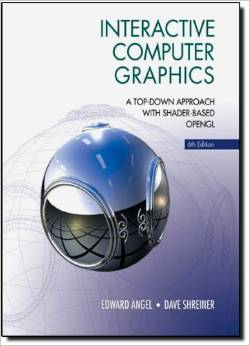 INTERACTIVE
COMPUTER
GRAPHICS
A TOP-DOWN APPROACH
WITH SHADER-BASED
OPENGL
6th Edition
EDWARD ANGEL • DAVE SHREINER